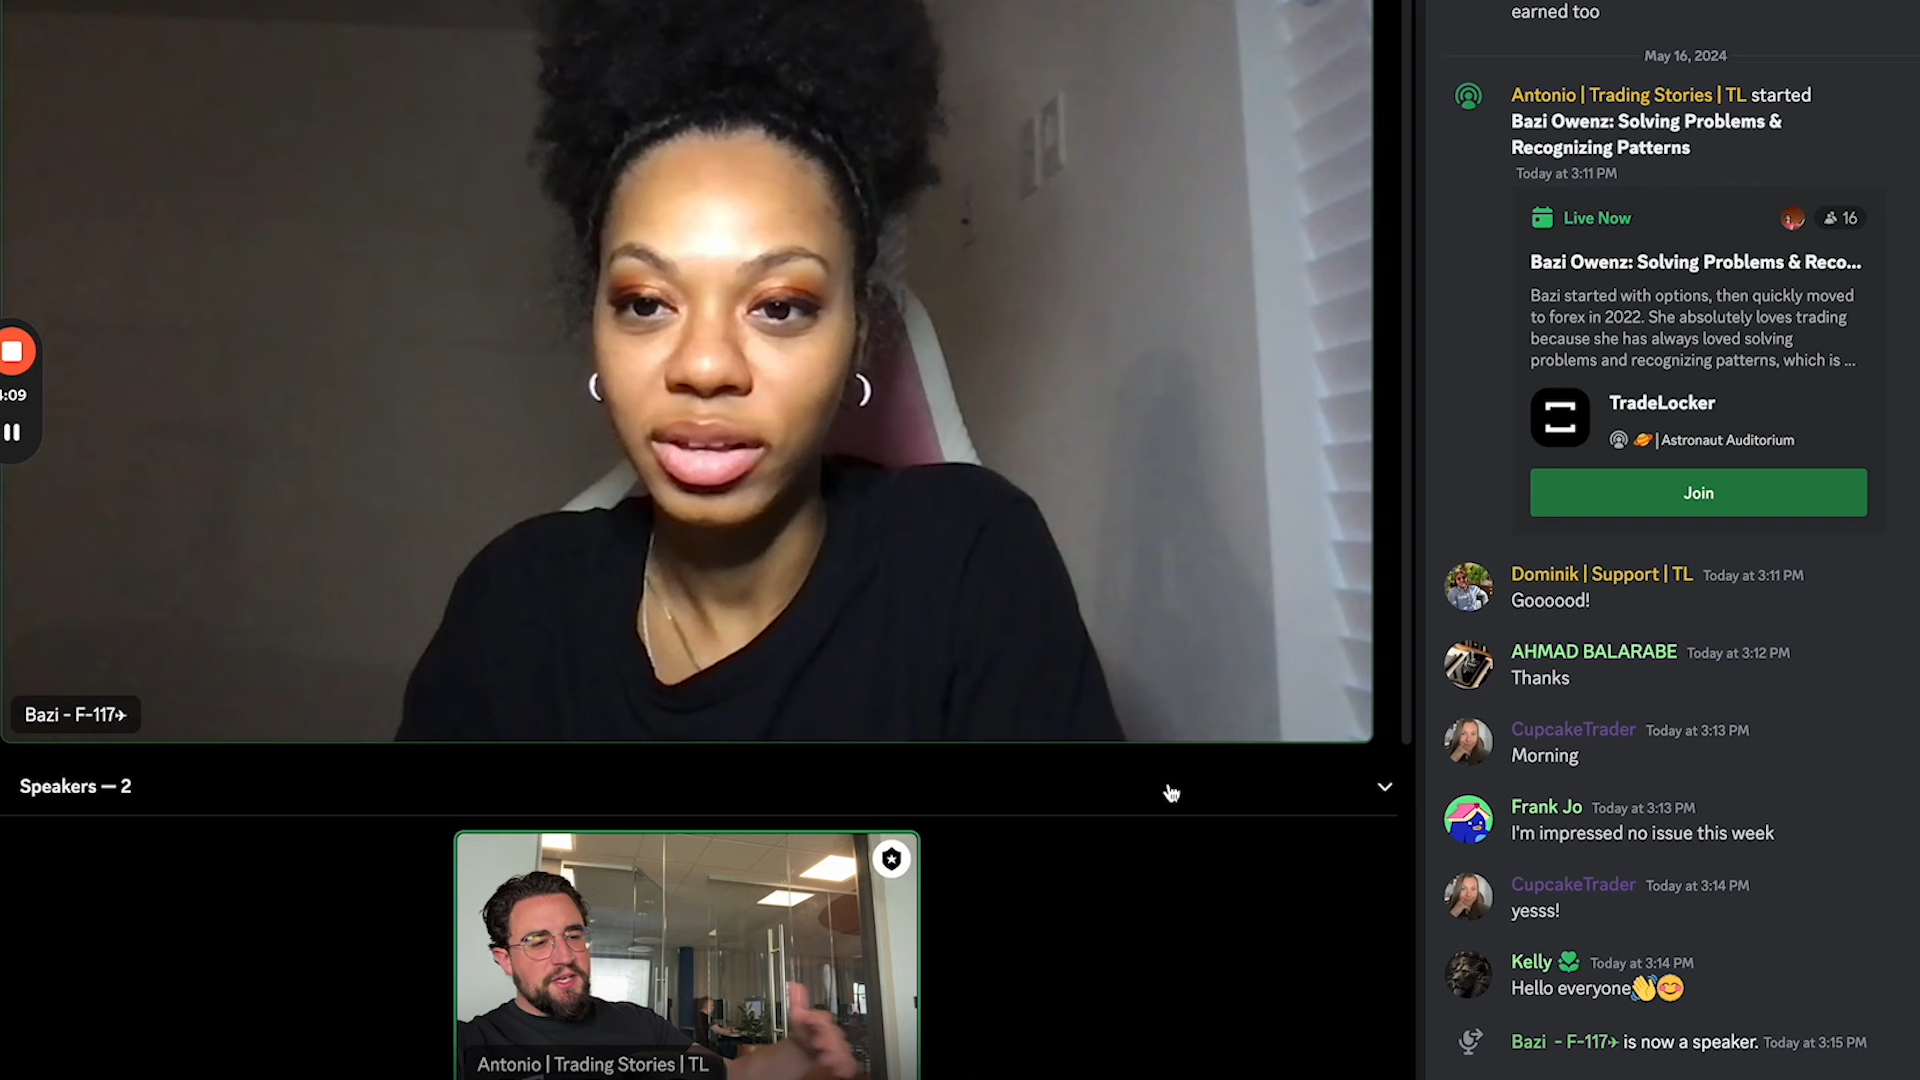 earned too
May 16, 2024
Antonio | Trading Stories | TL started
Bazi Owenz: Solving Problems &
Recognizing Patterns
Today at 3:11 PM
Live Now
16
Bazi Owenz: Solving Problems & Reco...
Bazi started with options, then quickly moved
to forex in 2022. She absolutely loves trading
because she has always loved solving
problems and recognizing patterns, which is ...
TradeLocker
| Astronaut Auditorium
Join
Dominik | Support | TL Today at 3:11 PM
Goooood!
AHMAD BALARABE Today at 3:12 PM
Thanks
CupcakeTrader Today at 3:13 PM
Morning
Frank Jo Today at 3:13 PM
I'm impressed no issue this week
CupcakeTrader Today at 3:14 PM
yesss!
Kelly Today at 3:14 PM
Hello everyone👋😊
Bazi - F-117✈ is now a speaker. Today at 3:15 PM
:09
Bazi - F-117✈
Speakers — 2
Antonio | Trading Stories | TL